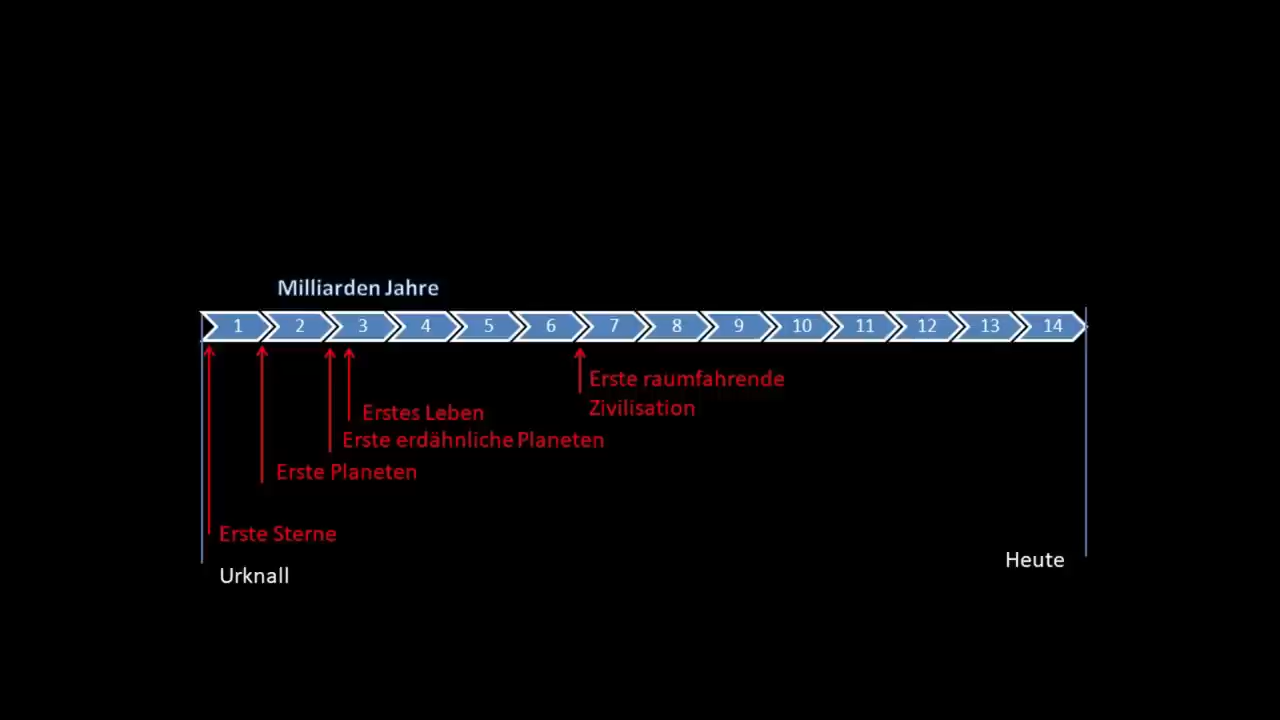 Milliarden Jahre
1 2 3 4 5 6 7 8 9 10 11 12 13 14
Erste raumfahrende
Zivilisation
Erstes Leben
Erste erdähnliche Planeten
Erste Planeten
Erste Sterne
Heute
Urknall